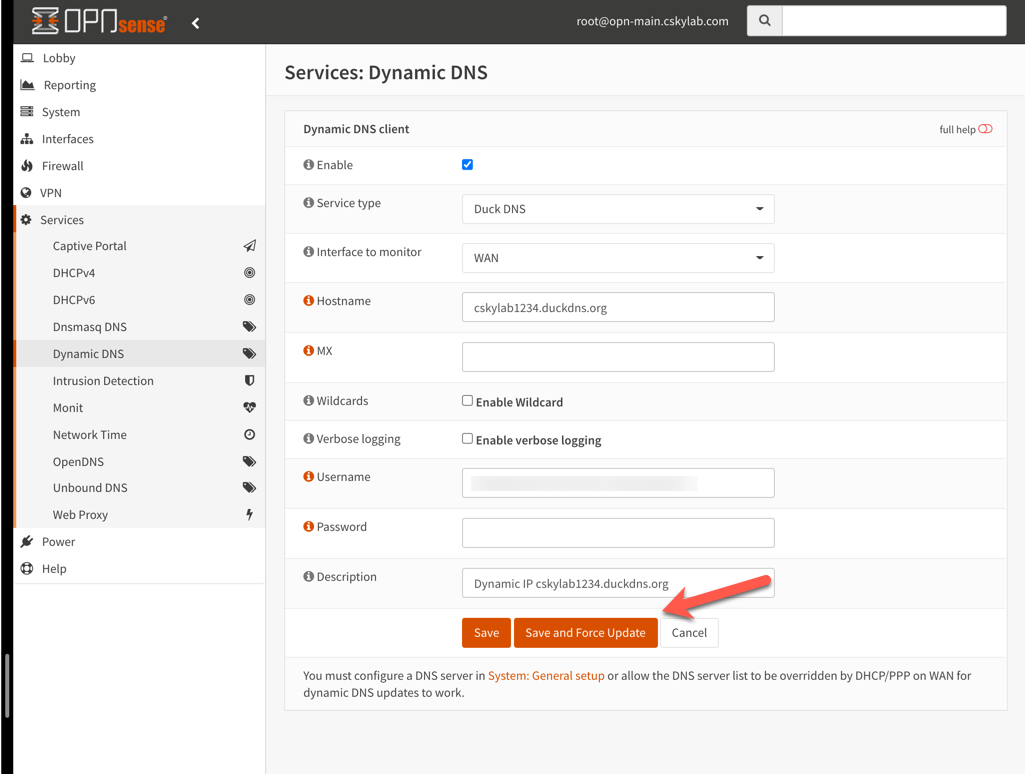 OPNsense
root@opn-main.cskylab.com
Lobby
Reporting
System
Interfaces
Firewall
VPN
Services
Captive Portal
DHCPv4
DHCPv6
Dnsmasq DNS
Dynamic DNS
Intrusion Detection
Monit
Network Time
OpenDNS
Unbound DNS
Web Proxy
Power
Help
Services: Dynamic DNS
Dynamic DNS client
full help
Enable
Service type
Duck DNS
Interface to monitor
WAN
Hostname
cskylab1234.duckdns.org
MX
Wildcards
Enable Wildcard
Verbose logging
Enable verbose logging
Username
Password
Description
Dynamic IP cskylab1234.duckdns.org
Save
Save and Force Update
Cancel
You must configure a DNS server in System: General setup or allow the DNS server list to be overridden by DHCP/PPP on WAN for
dynamic DNS updates to work.